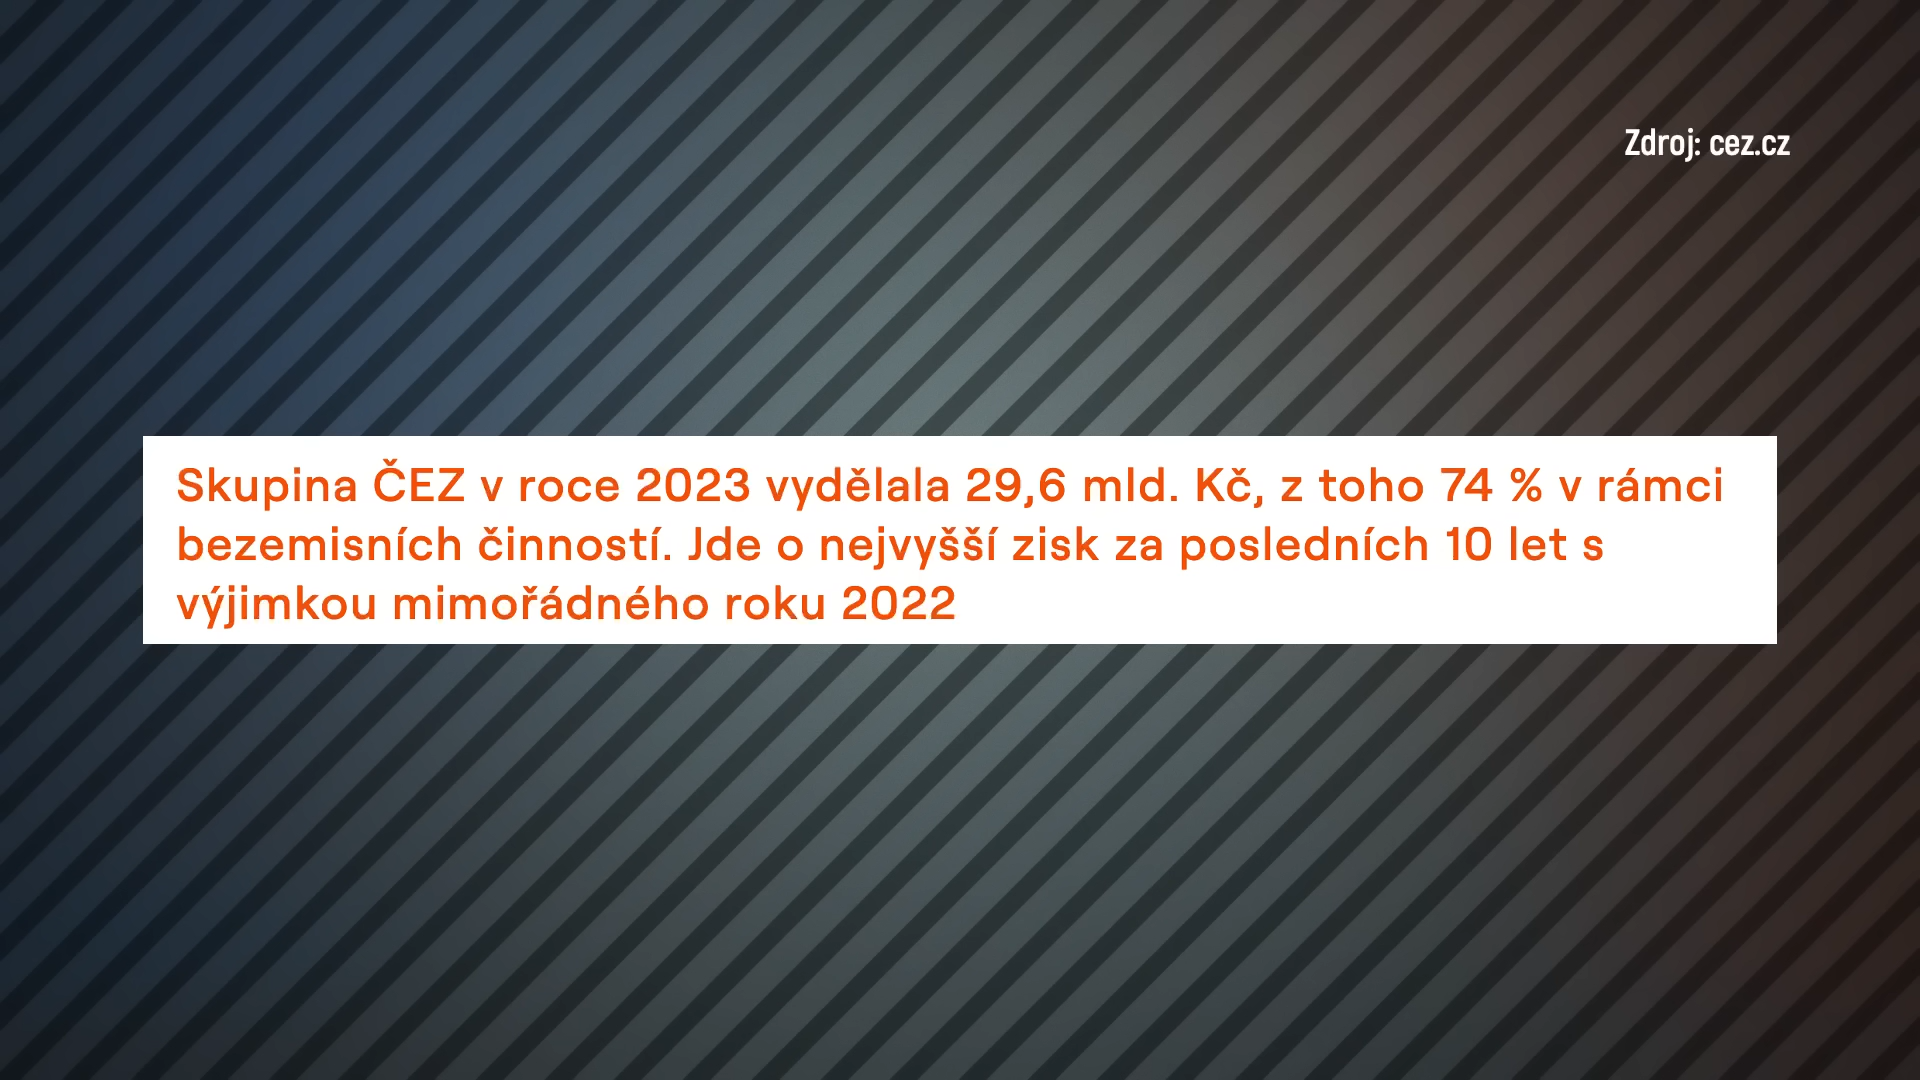 Zdroj: cez.cz
Skupina ČEZ v roce 2023 vydělala 29,6 mld. Kč, z toho 74 % v rámci
bezemisních činností. Jde o nejvyšší zisk za posledních 10 let s
výjimkou mimořádného roku 2022